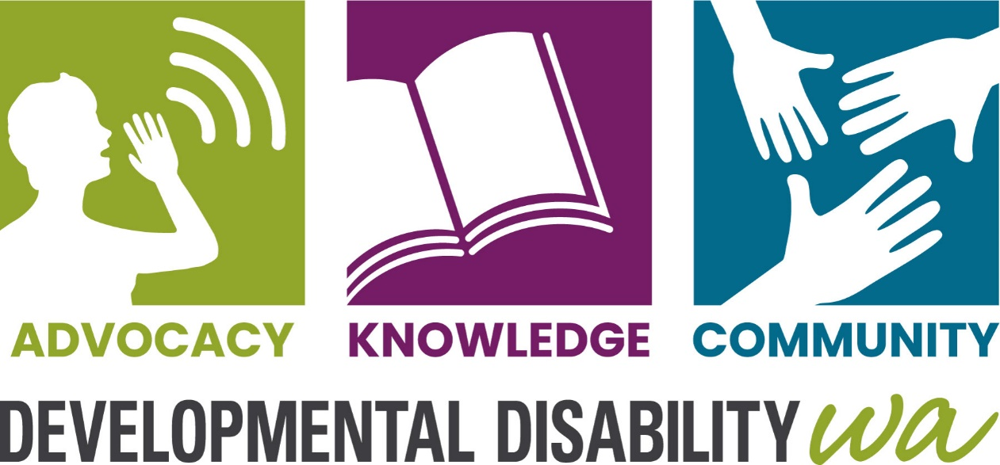 ADVOCACY KNOWLEDGE COMMUNITY
DEVELOPMENTAL DISABILITY wa